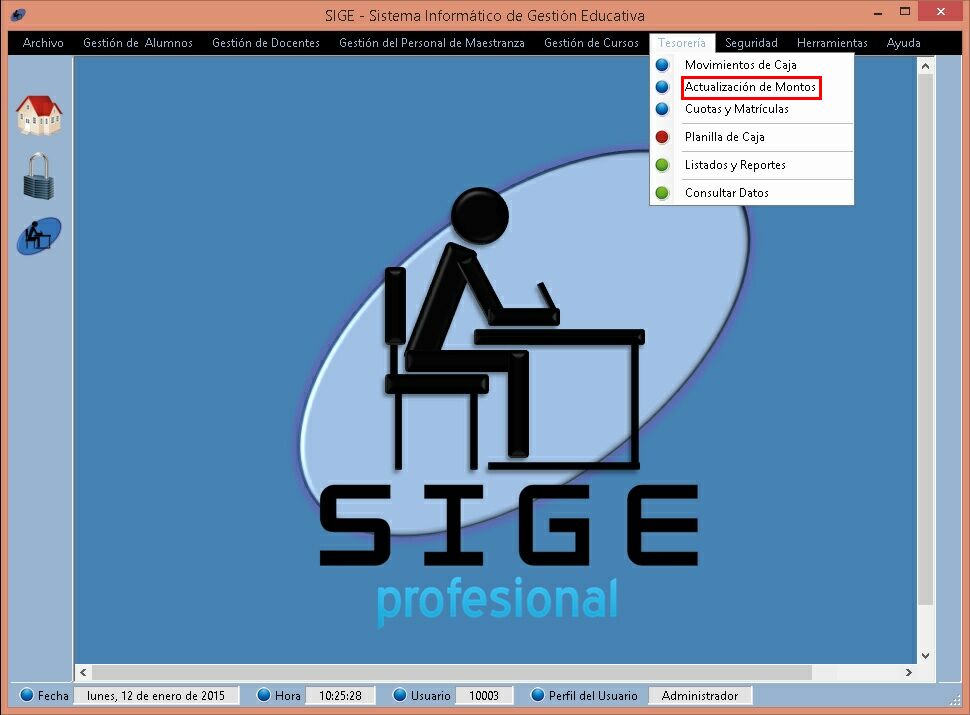 SIGE - Sistema Informático de Gestión Educativa
Archivo Gestión de Alumnos Gestión de Docentes Gestión del Personal de Maestranza Gestión de Cursos Tesorería Seguridad Herramientas Ayuda
Movimientos de Caja
Actualización de Montos
Cuotas y Matrículas
Planilla de Caja
Listados y Reportes
Consultar Datos
SIGE
profesional
Fecha lunes, 12 de enero de 2015 Hora 10:25:28 Usuario 10003 Perfil del Usuario Administrador